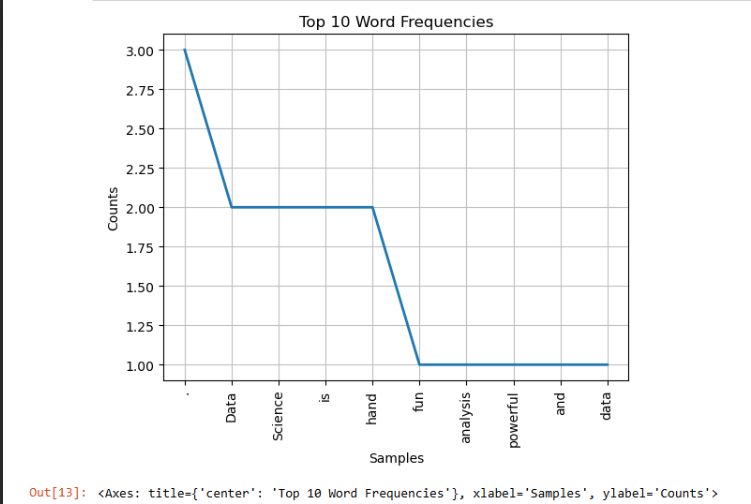 Top 10 Word Frequencies
3.00
2.75
2.50
2.25
2.00
1.75
1.50
1.25
1.00
Counts
.
Data
Science
is
hand
fun
analysis
powerful
and
data
Samples
Out[13]: <Axes: title={'center': 'Top 10 Word Frequencies'}, xlabel='Samples', ylabel='Counts'>